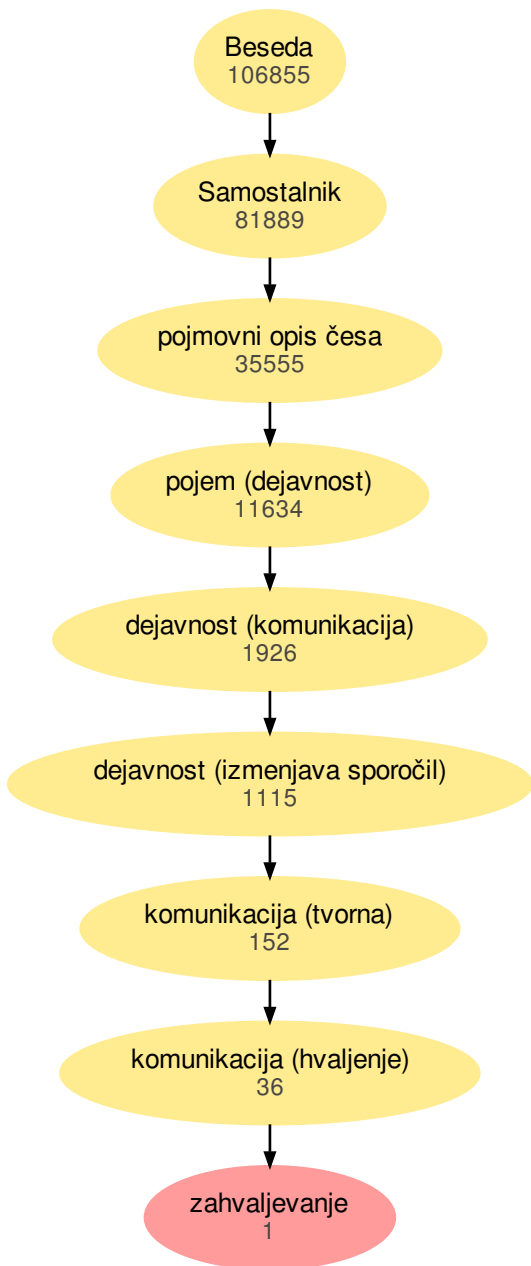 Beseda
106855
Samostalnik
81889
pojmovni opis česa
35555
pojem (dejavnost)
11634
dejavnost (komunikacija)
1926
dejavnost (izmenjava sporočil)
1115
komunikacija (tvorna)
152
komunikacija (hvaljenje)
36
zahvaljevanje
1